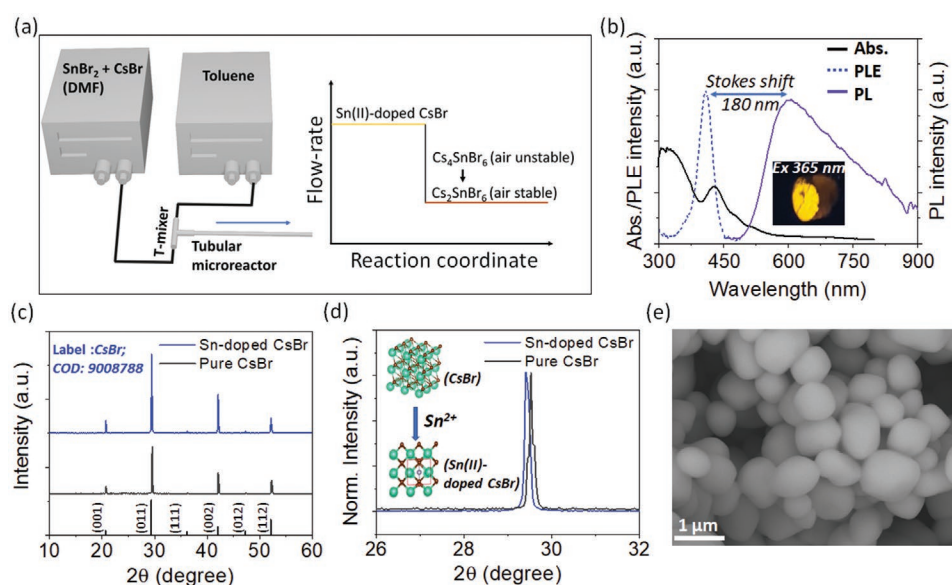 (a)
SnBr₂ + CsBr
(DMF)
Toluene
T-mixer
Tubular
microreactor
Flow-rate
Sn(II)-doped CsBr
Cs₄SnBr₆ (air unstable)
Cs₂SnBr₆ (air stable)
Reaction coordinate
(b)
Abs.
PLE
PL
Stokes shift
180 nm
Ex 365 nm
Abs./PLE intensity (a.u.)
PL intensity (a.u.)
300 450 600 750 900
Wavelength (nm)
(c)
Label :CsBr;
COD: 9008788
Sn-doped CsBr
Pure CsBr
Intensity (a.u.)
(001)
(011)
(111)
(002)
(012)
(112)
10 20 30 40 50 60
2θ (degree)
(d)
Sn-doped CsBr
Pure CsBr
(CsBr)
Sn²⁺
(Sn(II)-
doped CsBr)
Norm. Intensity (a.u.)
26 28 30 32
2θ (degree)
(e)
1 μm